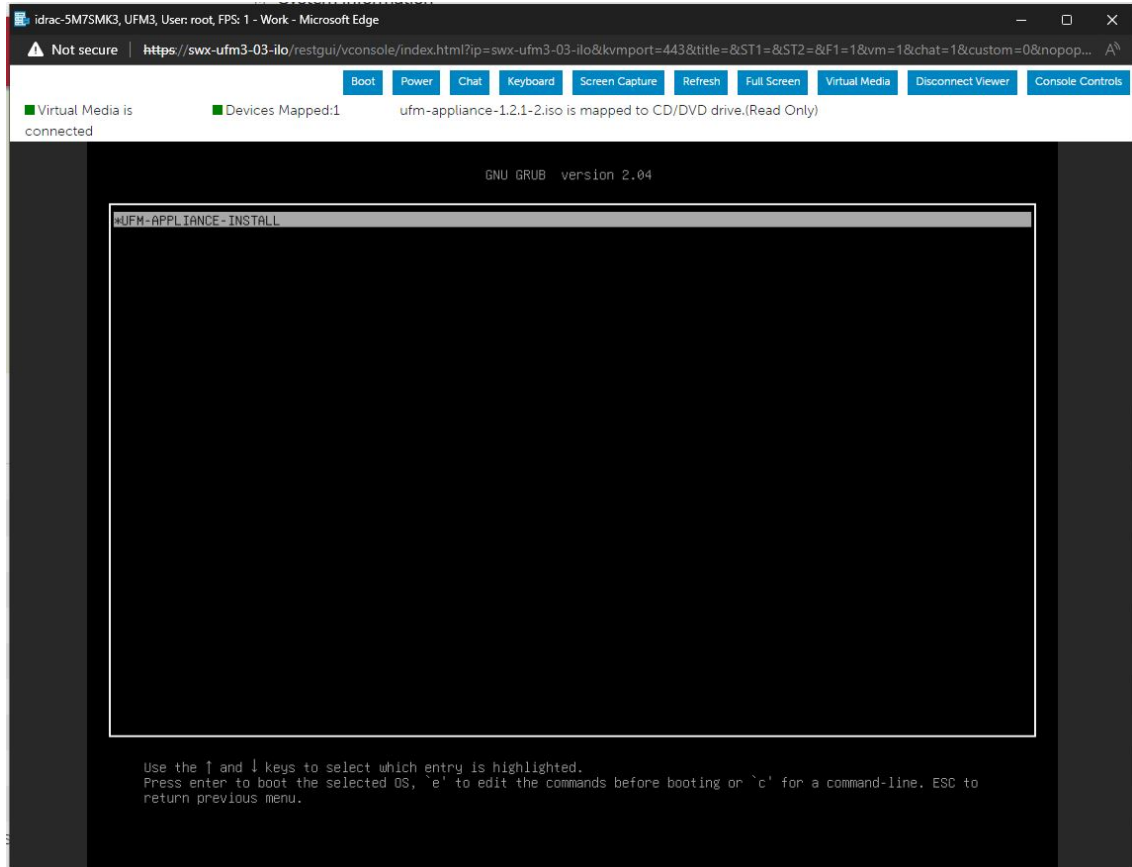 idrac-5M7SMK3, UFM3, User: root, FPS: 1 - Work - Microsoft Edge
Not secure | https://swx-ufm3-03-ilo/restgui/vconsole/index.html?ip=swx-ufm3-03-ilo&kvmport=443&title=&ST1=&ST2=&F1=1&vm=1&chat=1&custom=0&nopop...
Boot Power Chat Keyboard Screen Capture Refresh Full Screen Virtual Media Disconnect Viewer Console Controls
Virtual Media is connected
Devices Mapped:1
ufm-appliance-1.2.1-2.iso is mapped to CD/DVD drive.(Read Only)
GNU GRUB version 2.04
*UFM-APPLIANCE-INSTALL
Use the ↑ and ↓ keys to select which entry is highlighted.
Press enter to boot the selected OS, `e' to edit the commands before booting or `c' for a command-line. ESC to
return previous menu.